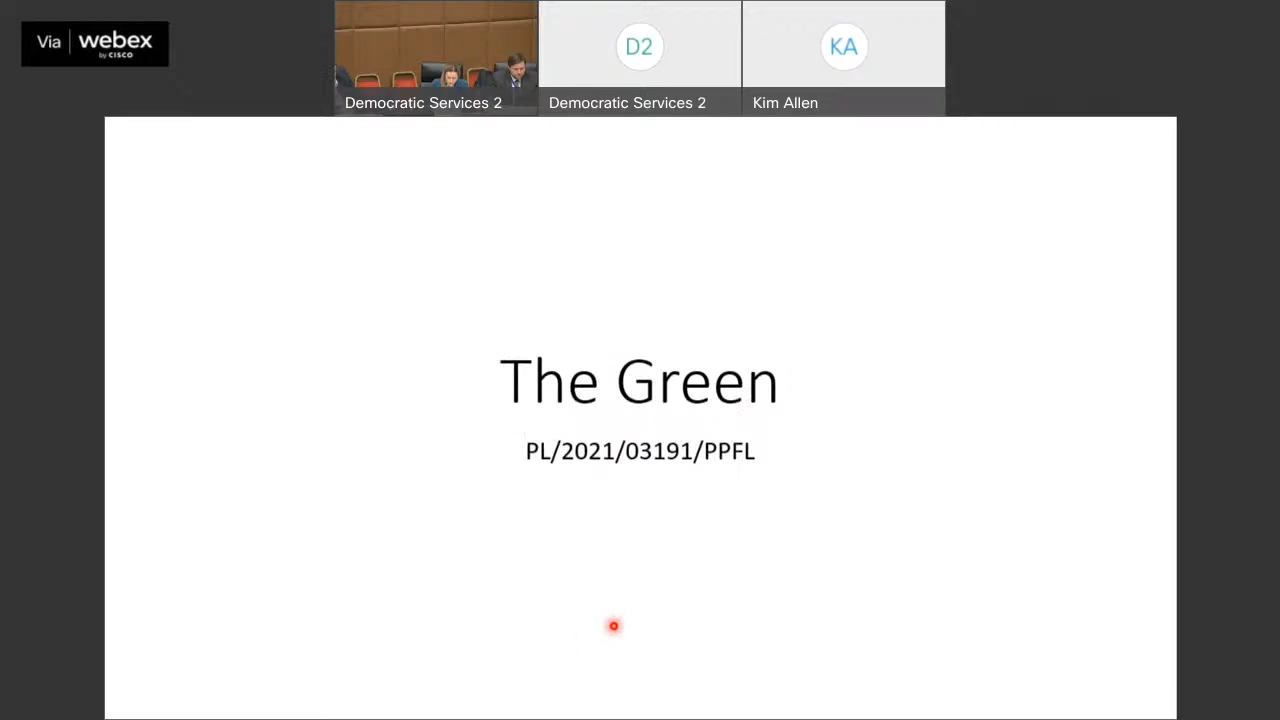 Via webex
by CISCO
D2
KA
Democratic Services 2
Democratic Services 2
Kim Allen
The Green
PL/2021/03191/PPFL